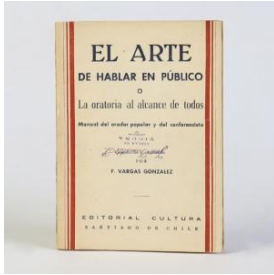 EL ARTE
DE HABLAR EN PÚBLICO
O
La oratoria al alcance de todos
Manual del orador popular y del conferencista
POR
F. VARGAS GONZALEZ
EDITORIAL CULTURA
SANTIAGO DE CHILE